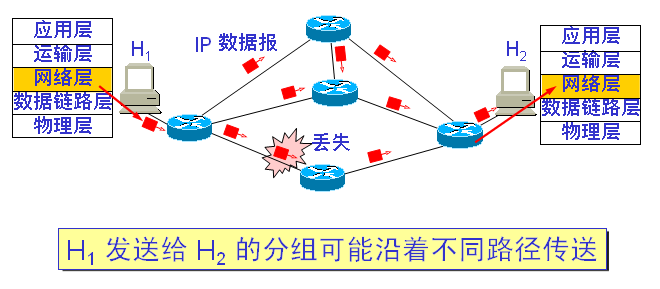 应用层
运输层
网络层
数据链路层
物理层
H1
IP 数据报
丢失
H2
应用层
运输层
网络层
数据链路层
物理层
H1 发送给 H2 的分组可能沿着不同路径传送